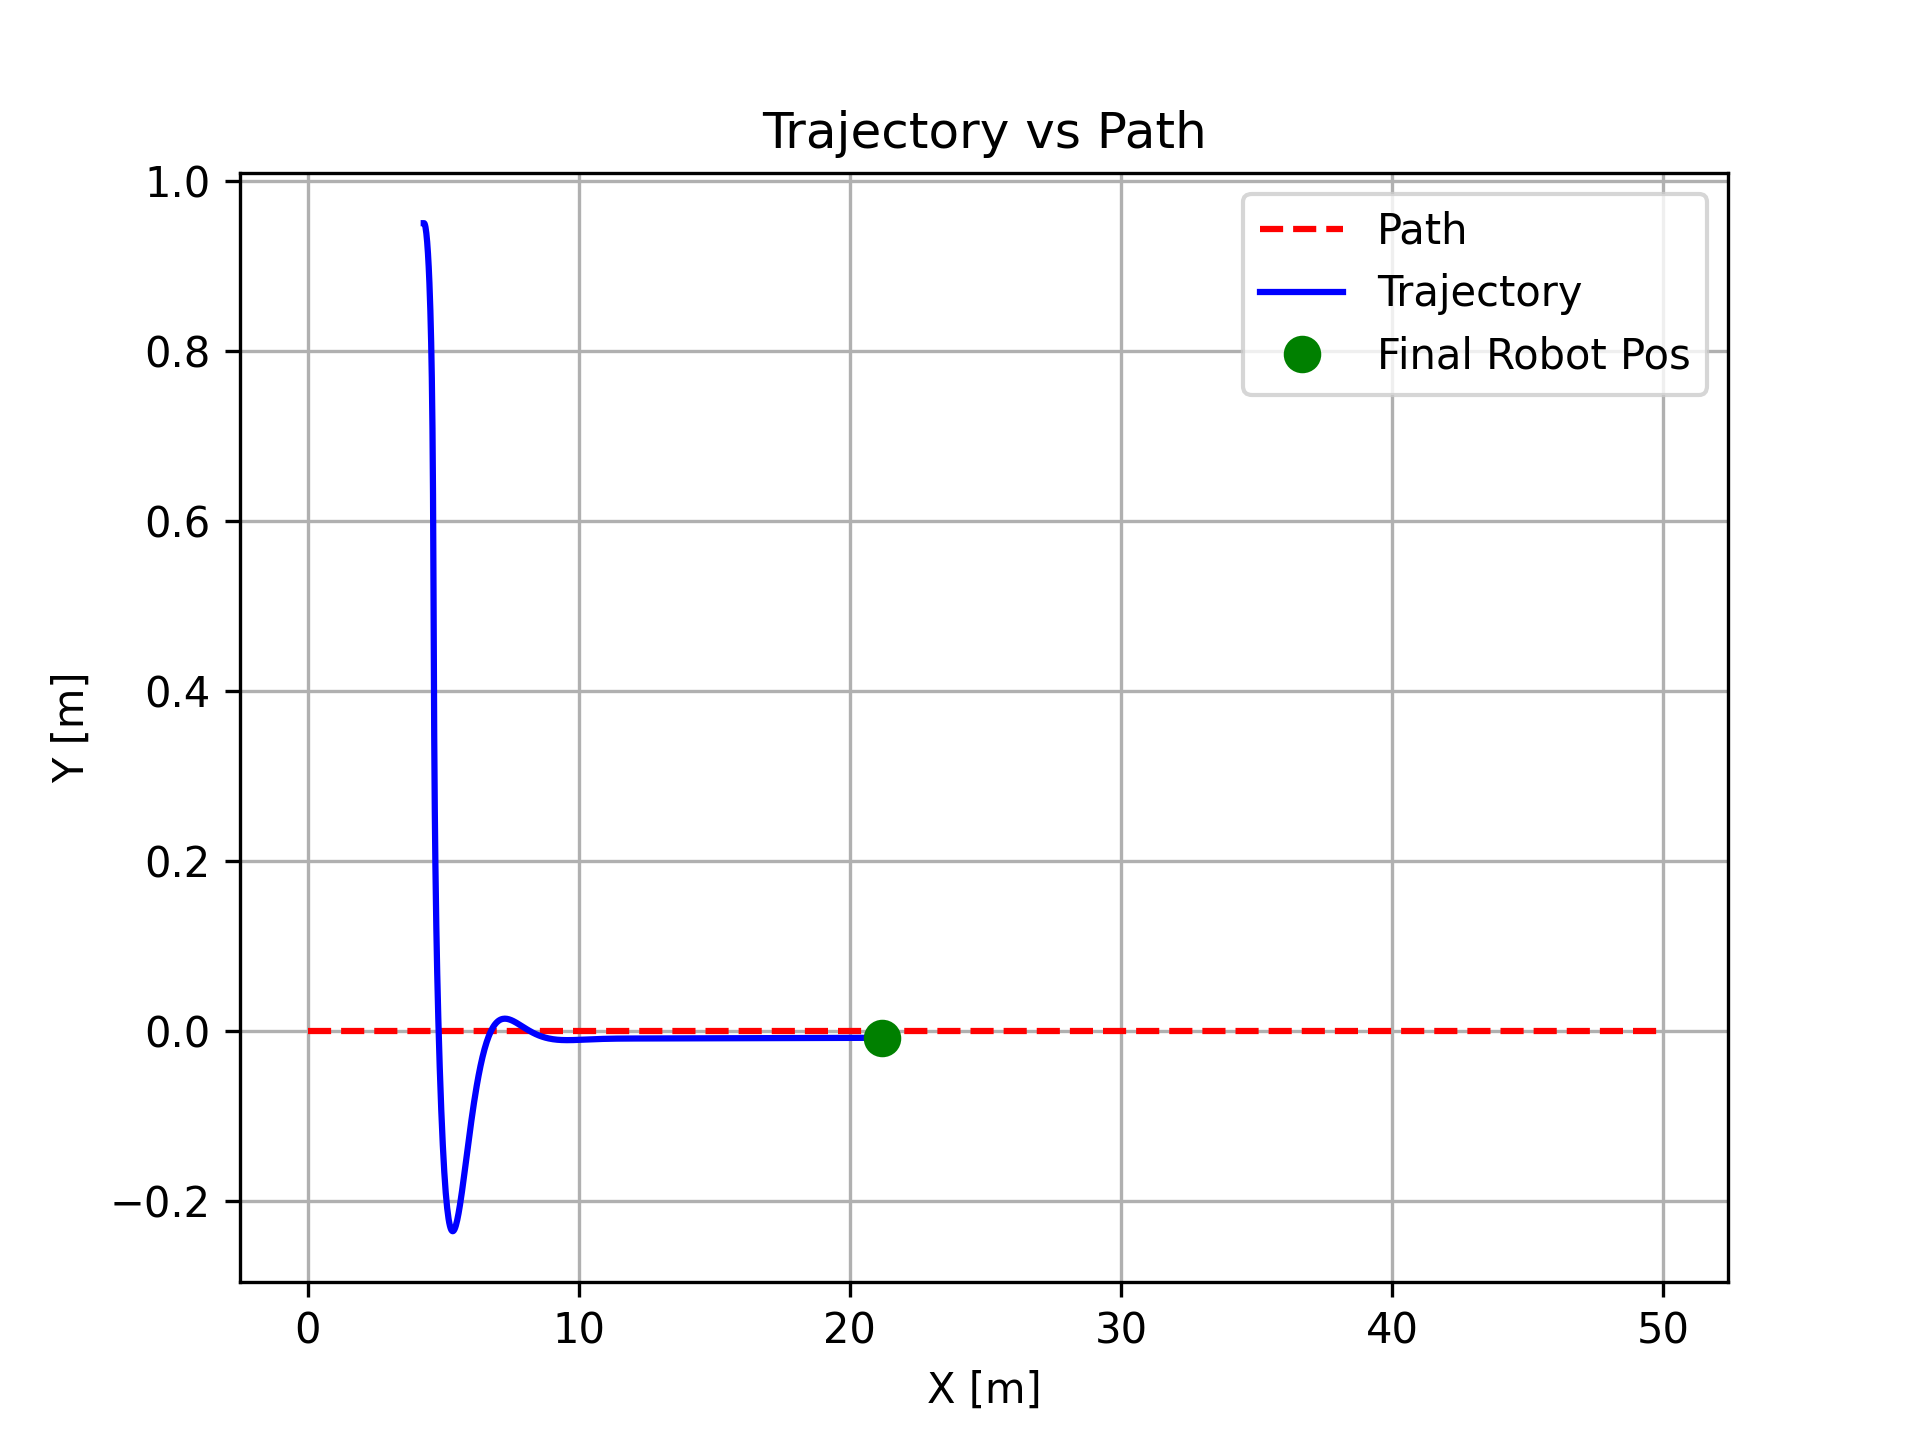 Trajectory vs Path
1.0
0.8
0.6
0.4
0.2
0.0
−0.2
Y [m]
Path
Trajectory
Final Robot Pos
0 10 20 30 40 50
X [m]